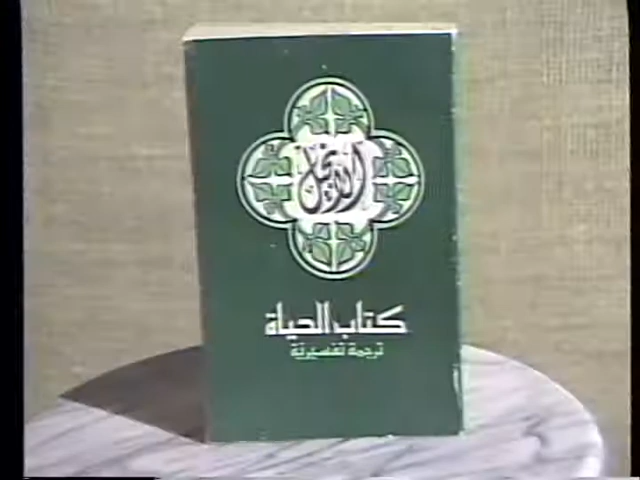 الإنجيل
كتاب الحياة
ترجمة تفسيرية